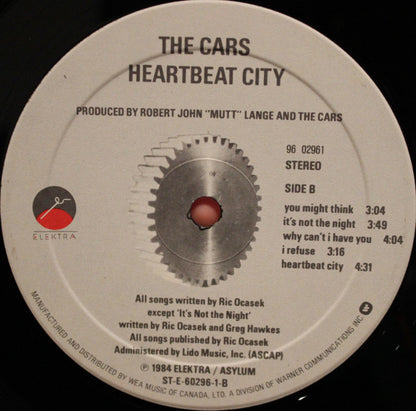 THE CARS
HEARTBEAT CITY
PRODUCED BY ROBERT JOHN "MUTT" LANGE AND THE CARS
96 02961
STEREO
SIDE B
you might think 3:04
it's not the night 3:49
why can't i have you 4:04
i refuse 3:16
heartbeat city 4:31
ELEKTRA
All songs written by Ric Ocasek
except 'It's Not the Night'
written by Ric Ocasek and Greg Hawkes
All songs published by Ric Ocasek
Administered by Lido Music, Inc. (ASCAP)
Ⓟ 1984 ELEKTRA / ASYLUM
ST-E-60296-1-B
MANUFACTURED AND DISTRIBUTED BY WEA MUSIC OF CANADA, LTD. A DIVISION OF WARNER COMMUNICATIONS INC